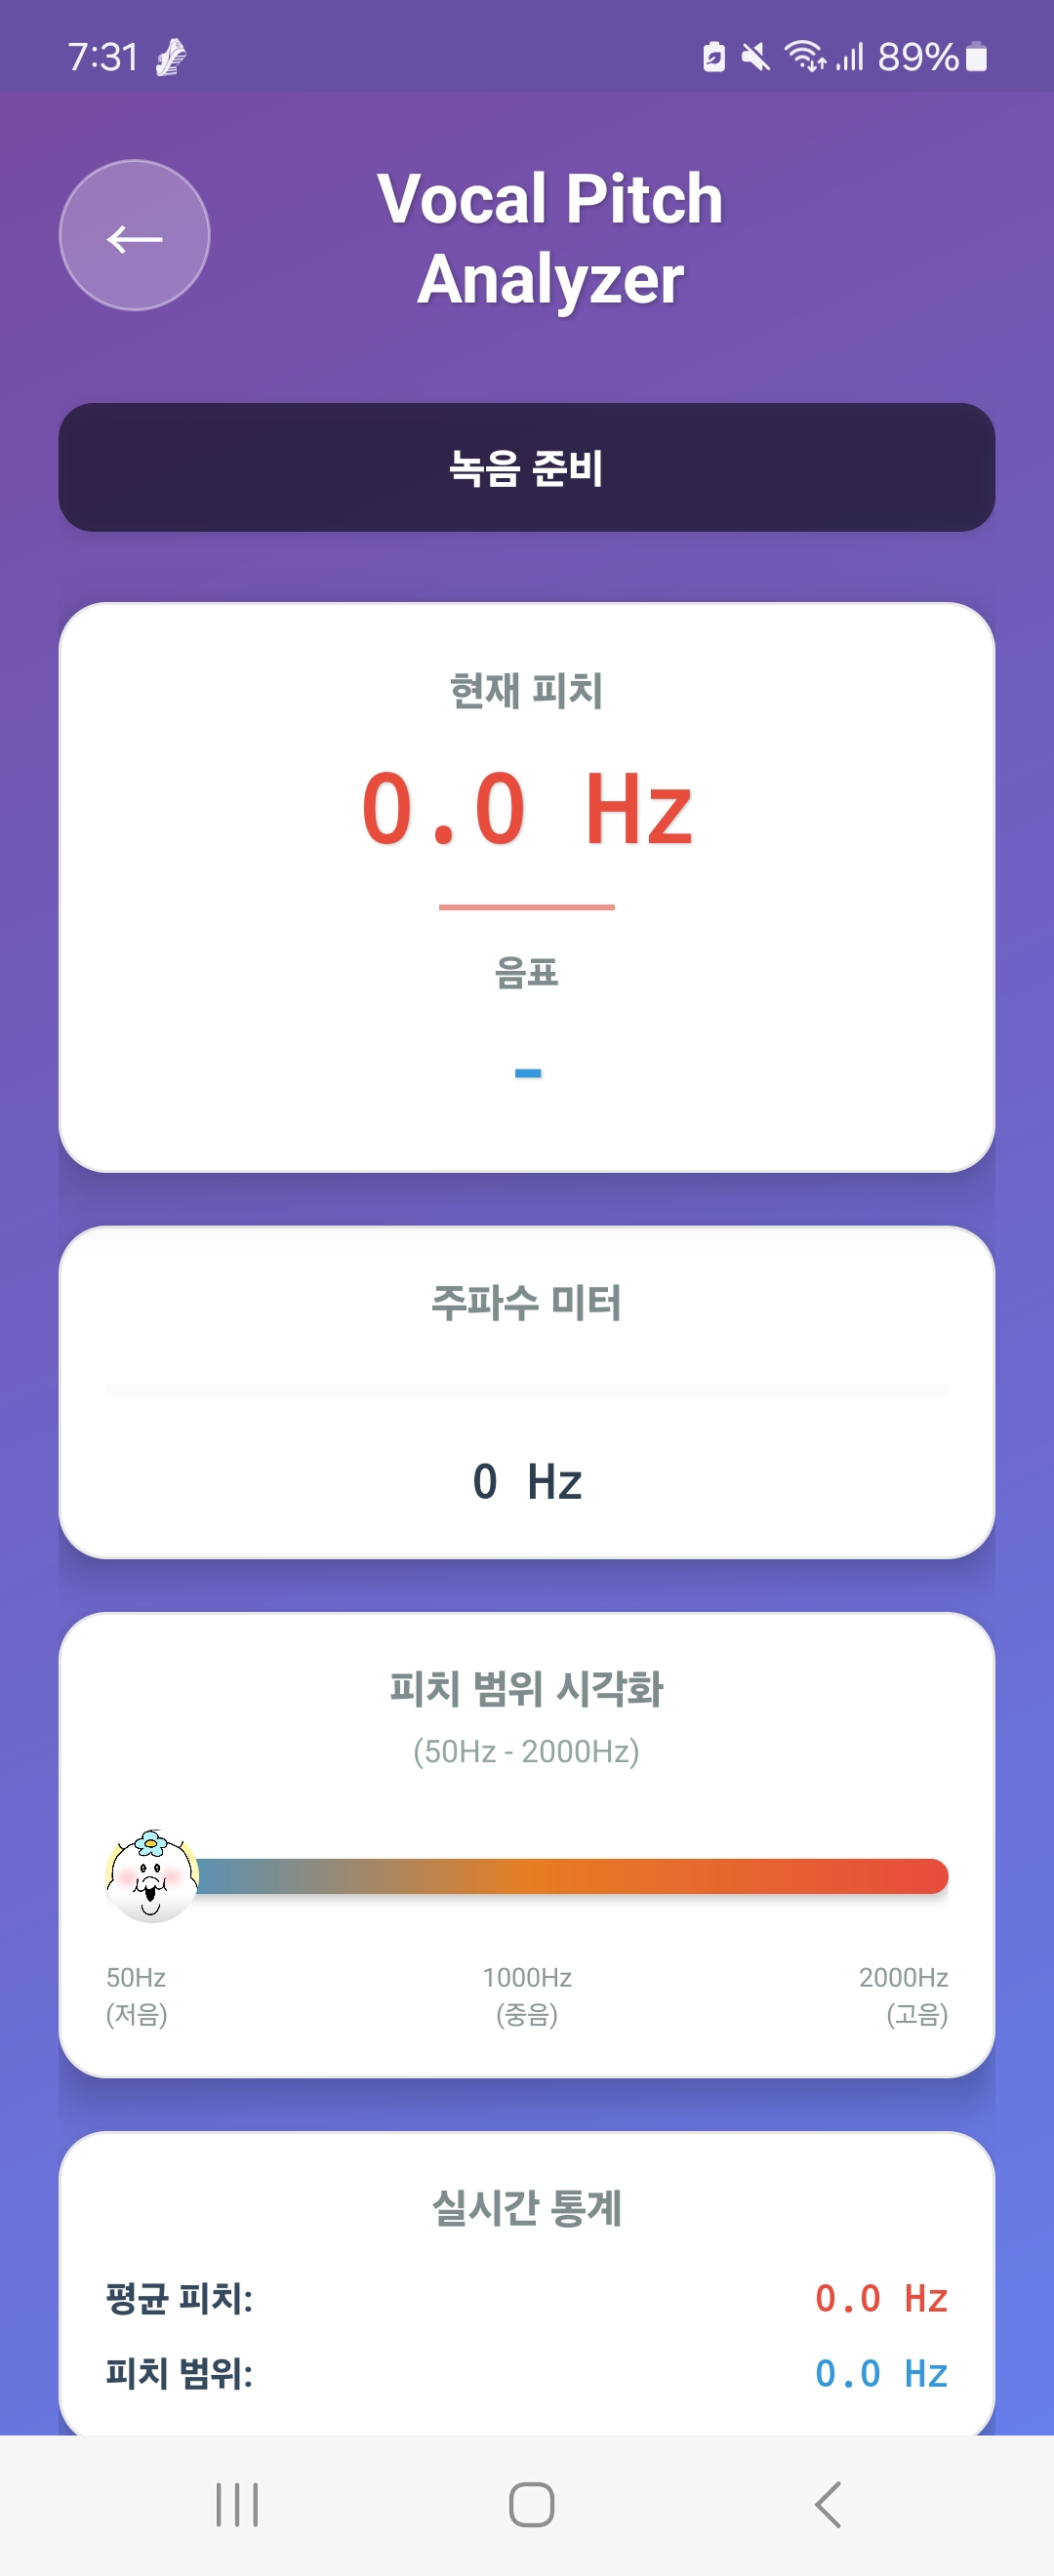 7:31
89%
Vocal Pitch
Analyzer
녹음 준비
현재 피치
0.0 Hz
음표
-
주파수 미터
0 Hz
피치 범위 시각화
(50Hz - 2000Hz)
50Hz 1000Hz 2000Hz
(저음) (중음) (고음)
실시간 통계
평균 피치: 0.0 Hz
피치 범위: 0.0 Hz